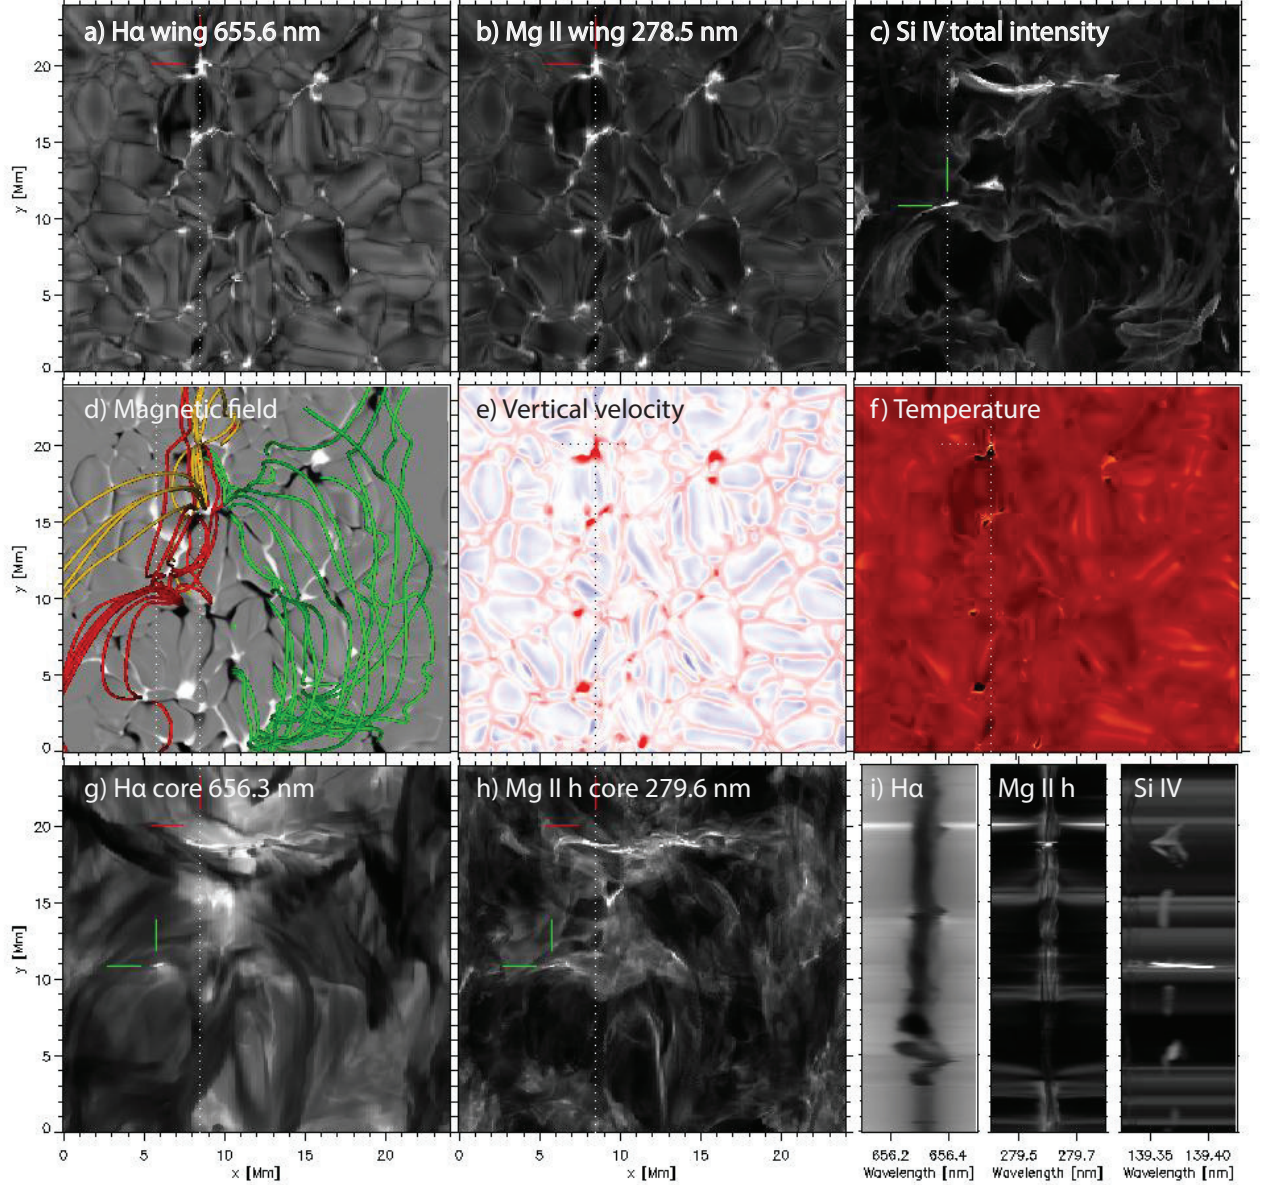 a) Hα wing 655.6 nm
b) Mg II wing 278.5 nm
c) Si IV total intensity
20
15
10
5
0
y [Mm]
d) Magnetic field
e) Vertical velocity
f) Temperature
20
15
10
5
0
y [Mm]
g) Hα core 656.3 nm
h) Mg II h core 279.6 nm
i) Hα
Mg II h
Si IV
20
15
10
5
0
y [Mm]
0 5 10 15 20
x [Mm]
0 5 10 15 20
x [Mm]
656.2 656.4
Wavelength [nm]
279.5 279.7
Wavelength [nm]
139.35 139.40
Wavelength [nm]